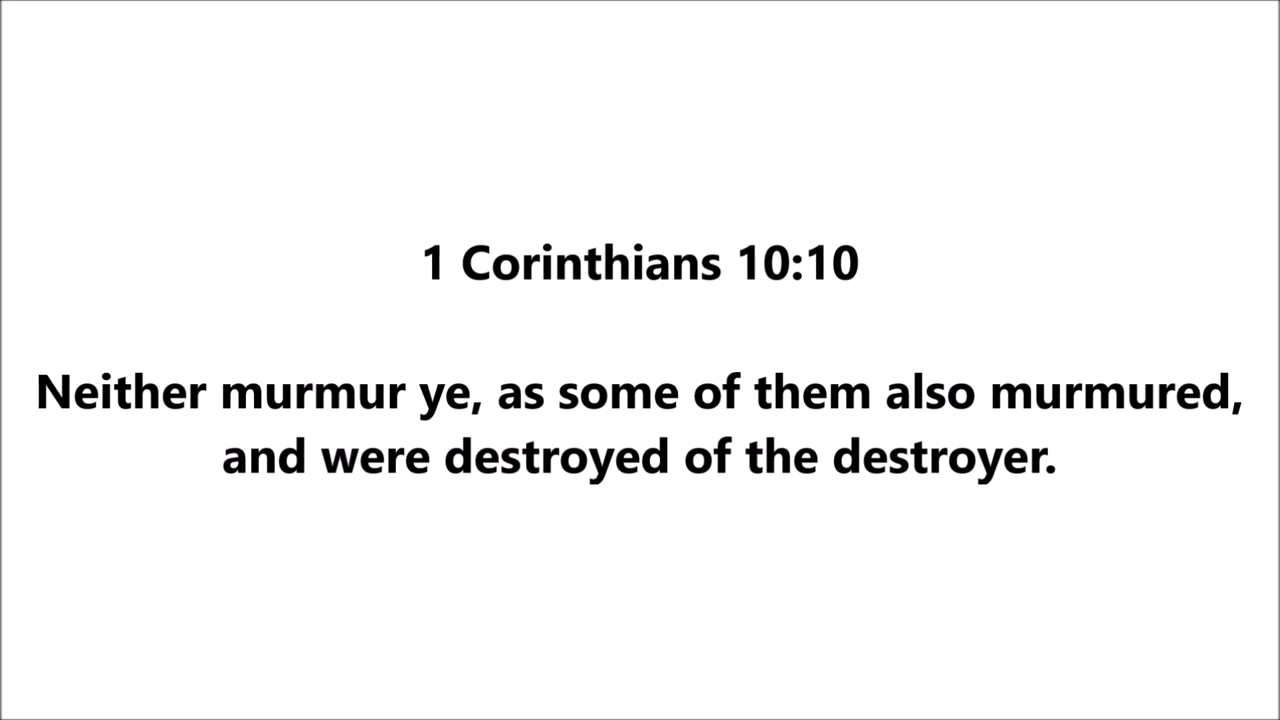 1 Corinthians 10:10
Neither murmur ye, as some of them also murmured,
and were destroyed of the destroyer.